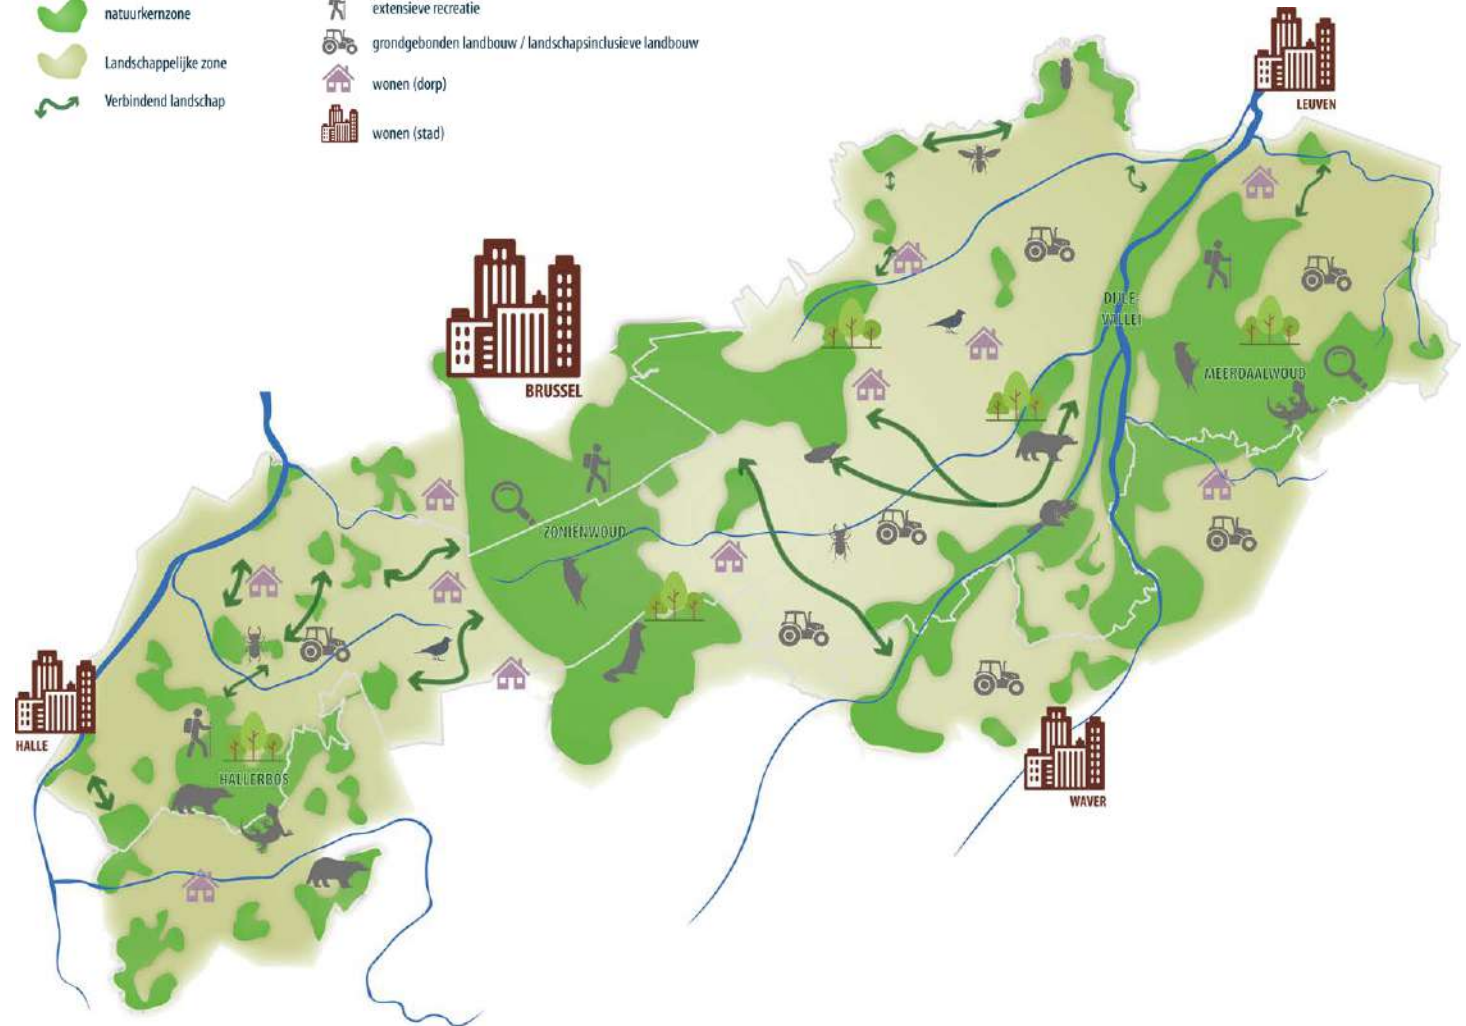 natuurkernzone
Landschappelijke zone
Verbindend landschap
extensieve recreatie
grondgebonden landbouw / landschapsinclusieve landbouw
wonen (dorp)
wonen (stad)
LEUVEN
DIJLE-
VALLEI
BRUSSEL
MEERDAALWOUD
ZONIËNWOUD
HALLE
HALLERBOS
WAVER